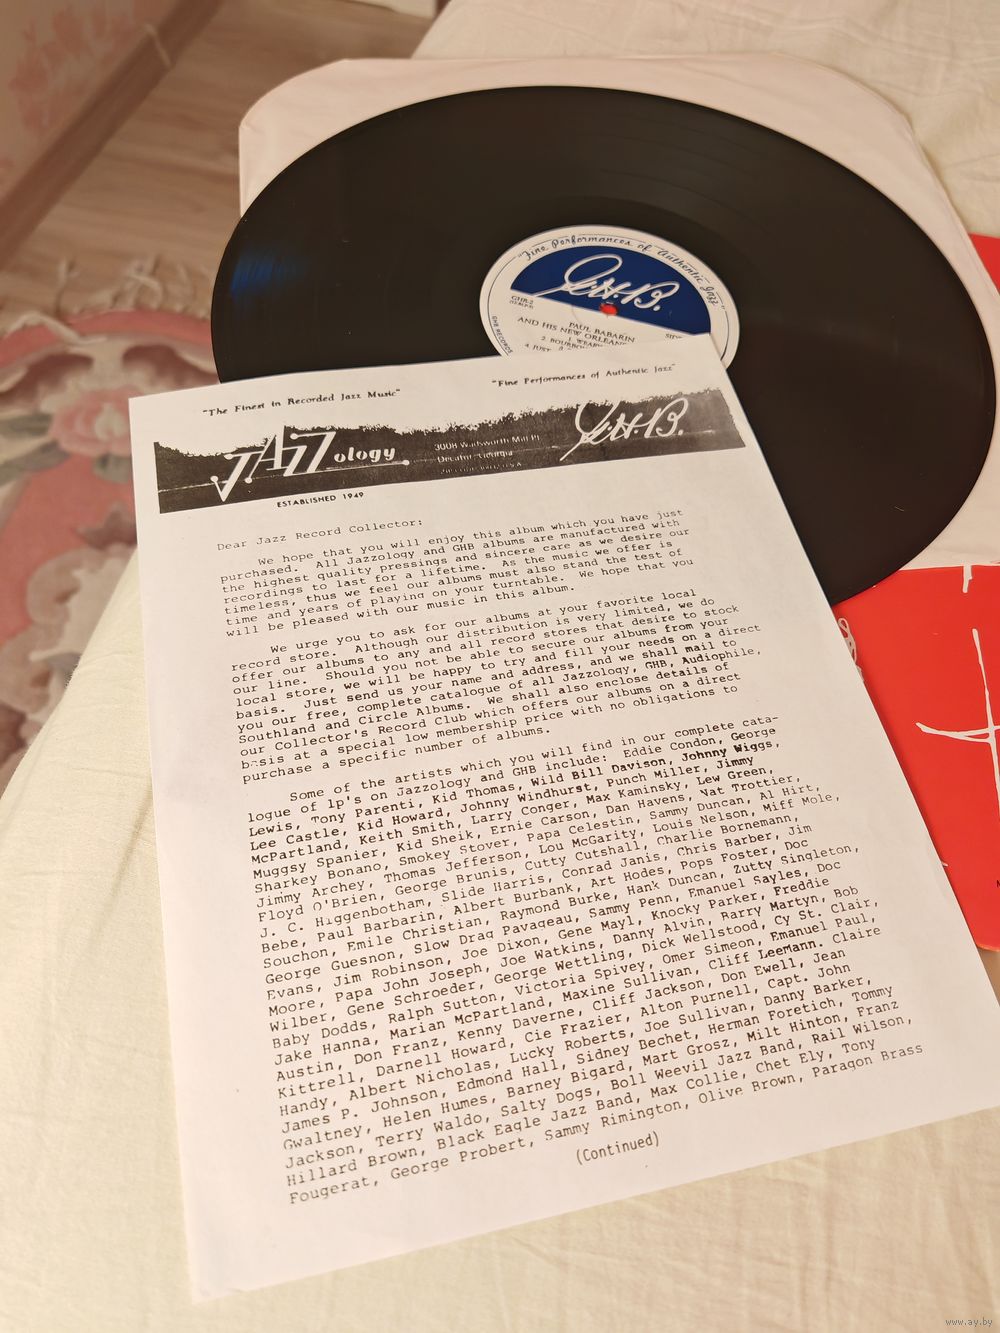 "Fine Performances of Authentic Jazz"
G.H.B.
GHB-2
GHB RECORDS
PAUL BABARIN
AND HIS NEW ORLEANS
1. WEARY
2. BOURBON
4. JUST
"The Finest in Recorded Jazz Music"
"Fine Performances of Authentic Jazz"
JAZZology
3008 Wadsworth Mill Pl.
Decatur, Georgia
G.H.B.
ESTABLISHED 1949
Dear Jazz Record Collector:
We hope that you will enjoy this album which you have just
purchased. All Jazzology and GHB albums are manufactured with
the highest quality pressings and sincere care as we desire our
recordings to last for a lifetime. As the music we offer is
timeless, thus we feel our albums must also stand the test of
time and years of playing on your turntable. We hope that you
will be pleased with our music in this album.
We urge you to ask for our albums at your favorite local
record store. Although our distribution is very limited, we do
offer our albums to any and all record stores that desire to stock
our line. Should you not be able to secure our albums from your
local store, we will be happy to try and fill your needs on a direct
basis. Just send us your name and address, and we shall mail to
you our free, complete catalogue of all Jazzology, GHB, Audiophile,
Southland and Circle Albums. We shall also enclose details of
our Collector's Record Club which offers our albums on a direct
basis at a special low membership price with no obligations to
purchase a specific number of albums.
Some of the artists which you will find in our complete cata-
logue of lp's on Jazzology and GHB include: Eddie Condon, George
Lewis, Tony Parenti, Kid Thomas, Wild Bill Davison, Johnny Wiggs,
Lee Castle, Kid Howard, Johnny Windhurst, Punch Miller, Jimmy
McPartland, Keith Smith, Larry Conger, Max Kaminsky, Lew Green,
Muggsy Spanier, Kid Sheik, Ernie Carson, Dan Havens, Nat Trottier,
Sharkey Bonano, Smokey Stover, Papa Celestin, Sammy Duncan, Al Hirt,
Jimmy Archey, Thomas Jefferson, Lou McGarity, Louis Nelson, Miff Mole,
Floyd O'Brien, George Brunis, Cutty Cutshall, Charlie Bornemann,
J. C. Higgenbotham, Slide Harris, Conrad Janis, Chris Barber, Jim
Bebe, Paul Barbarin, Albert Burbank, Art Hodes, Pops Foster, Doc
Souchon, Emile Christian, Raymond Burke, Hank Duncan, Zutty Singleton,
George Guesnon, Slow Drag Pavageau, Sammy Penn, Emanuel Sayles, Doc
Evans, Jim Robinson, Joe Dixon, Gene Mayl, Knocky Parker, Freddie
Moore, Papa John Joseph, Joe Watkins, Danny Alvin, Barry Martyn, Bob
Wilber, Gene Schroeder, George Wettling, Dick Wellstood, Cy St. Clair,
Baby Dodds, Ralph Sutton, Victoria Spivey, Omer Simeon, Emanuel Paul,
Jake Hanna, Marian McPartland, Maxine Sullivan, Cliff Leemann. Claire
Austin, Don Franz, Kenny Daverne, Cliff Jackson, Don Ewell, Jean
Kittrell, Darnell Howard, Cie Frazier, Alton Purnell, Capt. John
Handy, Albert Nicholas, Lucky Roberts, Joe Sullivan, Danny Barker,
James P. Johnson, Edmond Hall, Sidney Bechet, Herman Foretich, Tommy
Gwaltney, Helen Humes, Barney Bigard, Mart Grosz, Milt Hinton, Franz
Jackson, Terry Waldo, Salty Dogs, Boll Weevil Jazz Band, Rail Wilson,
Hillard Brown, Black Eagle Jazz Band, Max Collie, Chet Ely, Tony
Fougerat, George Probert, Sammy Rimington, Olive Brown, Paragon Brass
(Continued)
www.ay.by